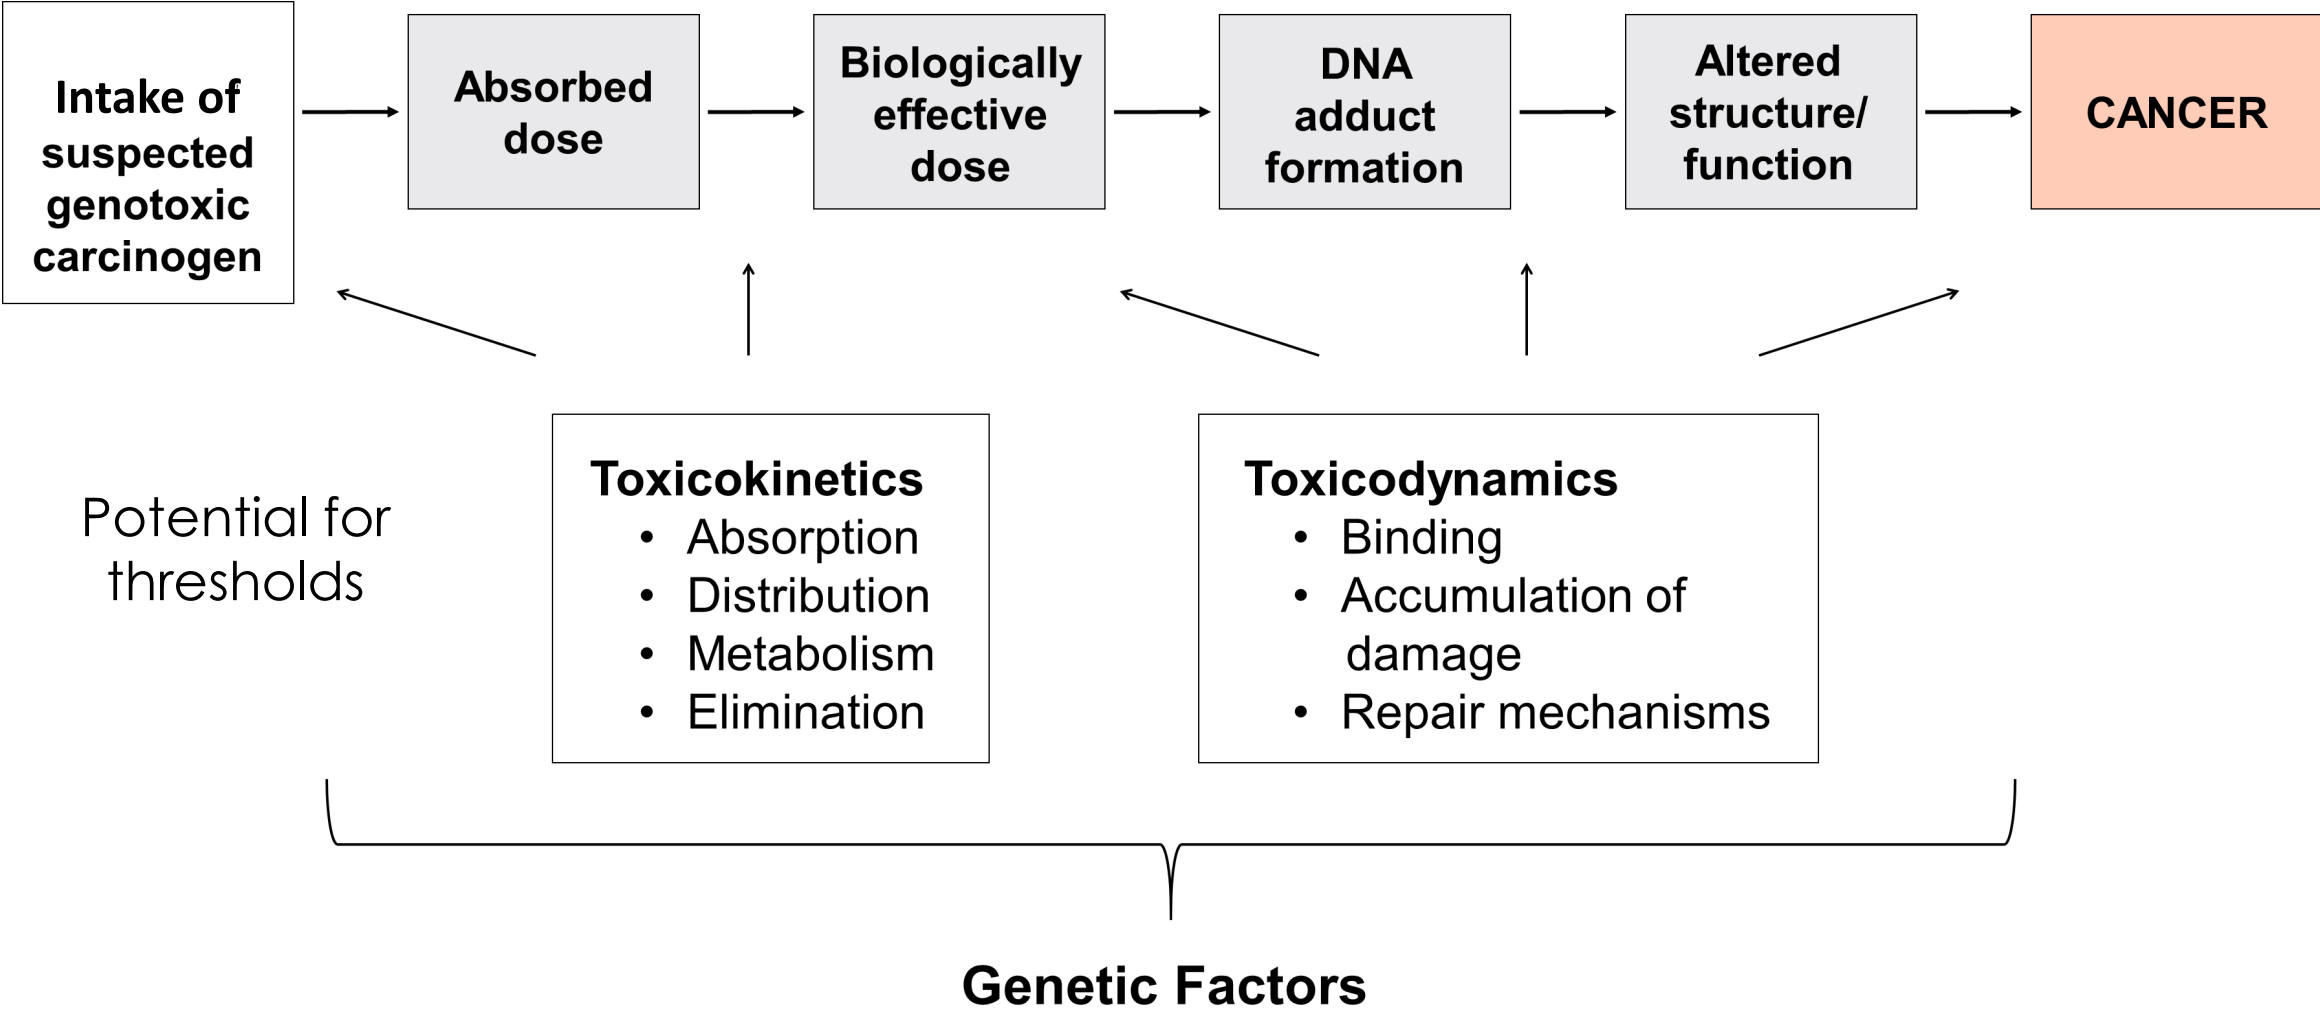 Intake of
suspected
genotoxic
carcinogen
Absorbed
dose
Biologically
effective
dose
DNA
adduct
formation
Altered
structure/
function
CANCER
Potential for
thresholds
Toxicokinetics
• Absorption
• Distribution
• Metabolism
• Elimination
Toxicodynamics
• Binding
• Accumulation of
damage
• Repair mechanisms
Genetic Factors